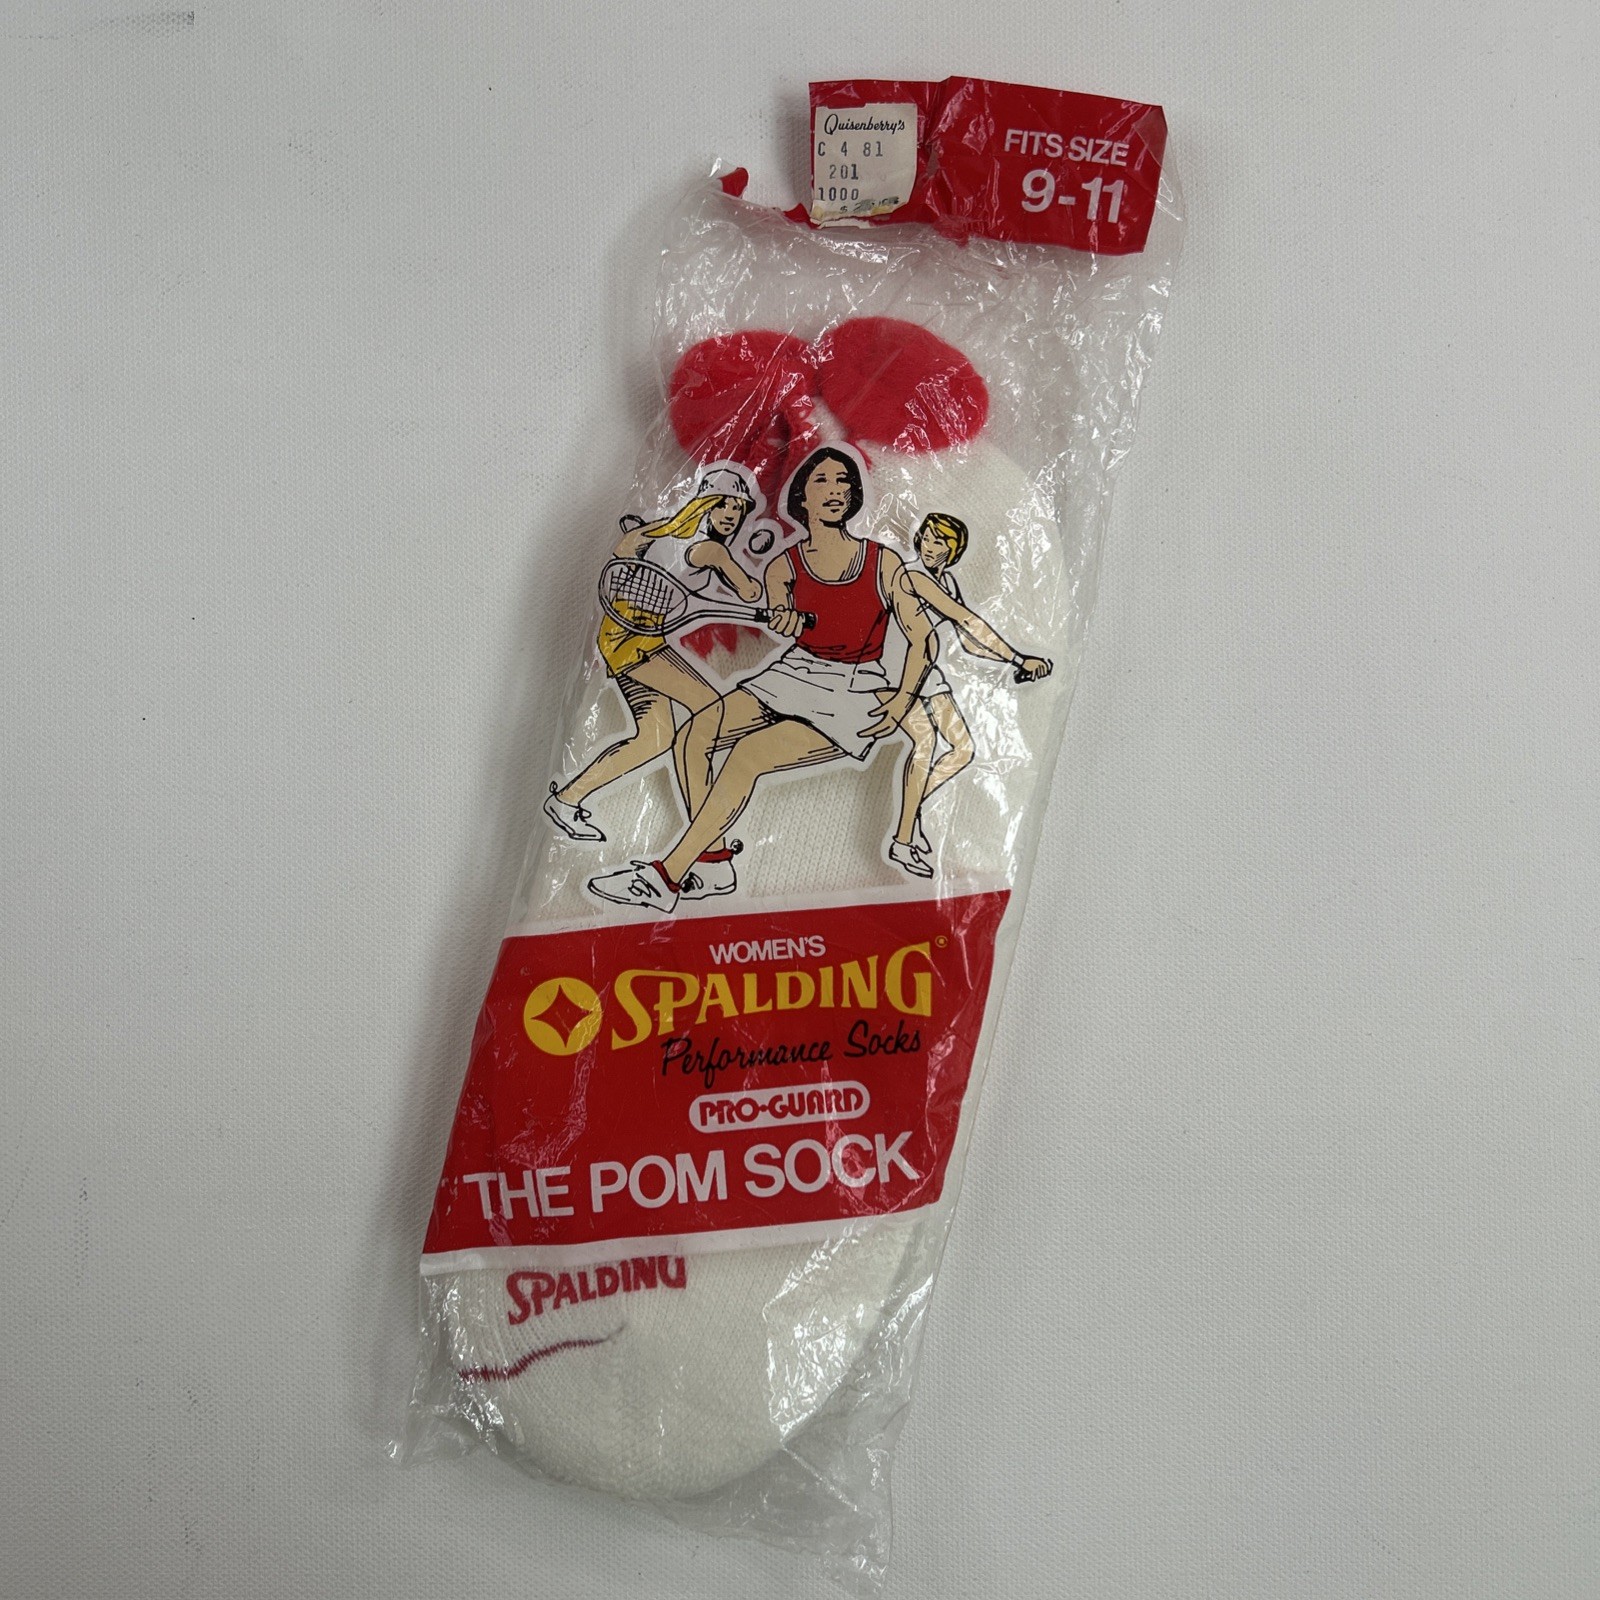 Quisenberry's
C 4 81
201
1000
FITS SIZE
9-11
WOMEN'S
SPALDING®
Performance Socks
PRO•GUARD
THE POM SOCK
SPALDING